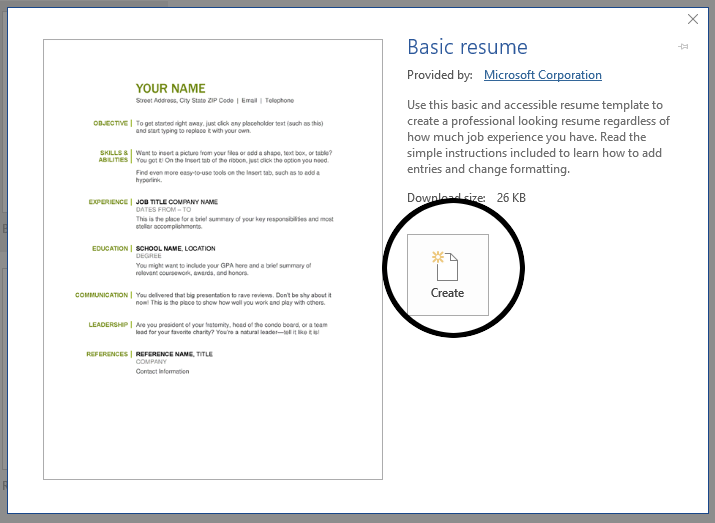 Basic resume
Provided by: Microsoft Corporation
Use this basic and accessible resume template to
create a professional looking resume regardless of
how much job experience you have. Read the
simple instructions included to learn how to add
entries and change formatting.
Download size: 26 KB
Create
YOUR NAME
Street Address, City State ZIP Code | Email | Telephone
OBJECTIVE | To get started right away, just click any placeholder text (such as this)
and start typing to replace it with your own.
SKILLS & | Want to insert a picture from your files or add a shape, text box, or table?
ABILITIES | You got it! On the Insert tab of the ribbon, just click the option you need.
Find even more easy-to-use tools on the Insert tab, such as to add a
hyperlink.
EXPERIENCE | JOB TITLE COMPANY NAME
DATES FROM – TO
This is the place for a brief summary of your key responsibilities and most
stellar accomplishments.
EDUCATION | SCHOOL NAME, LOCATION
DEGREE
You might want to include your GPA here and a brief summary of
relevant coursework, awards, and honors.
COMMUNICATION | You delivered that big presentation to rave reviews. Don't be shy about it
now! This is the place to show how well you work and play with others.
LEADERSHIP | Are you president of your fraternity, head of the condo board, or a team
lead for your favorite charity? You're a natural leader—tell it like it is!
REFERENCES | REFERENCE NAME, TITLE
COMPANY
Contact Information